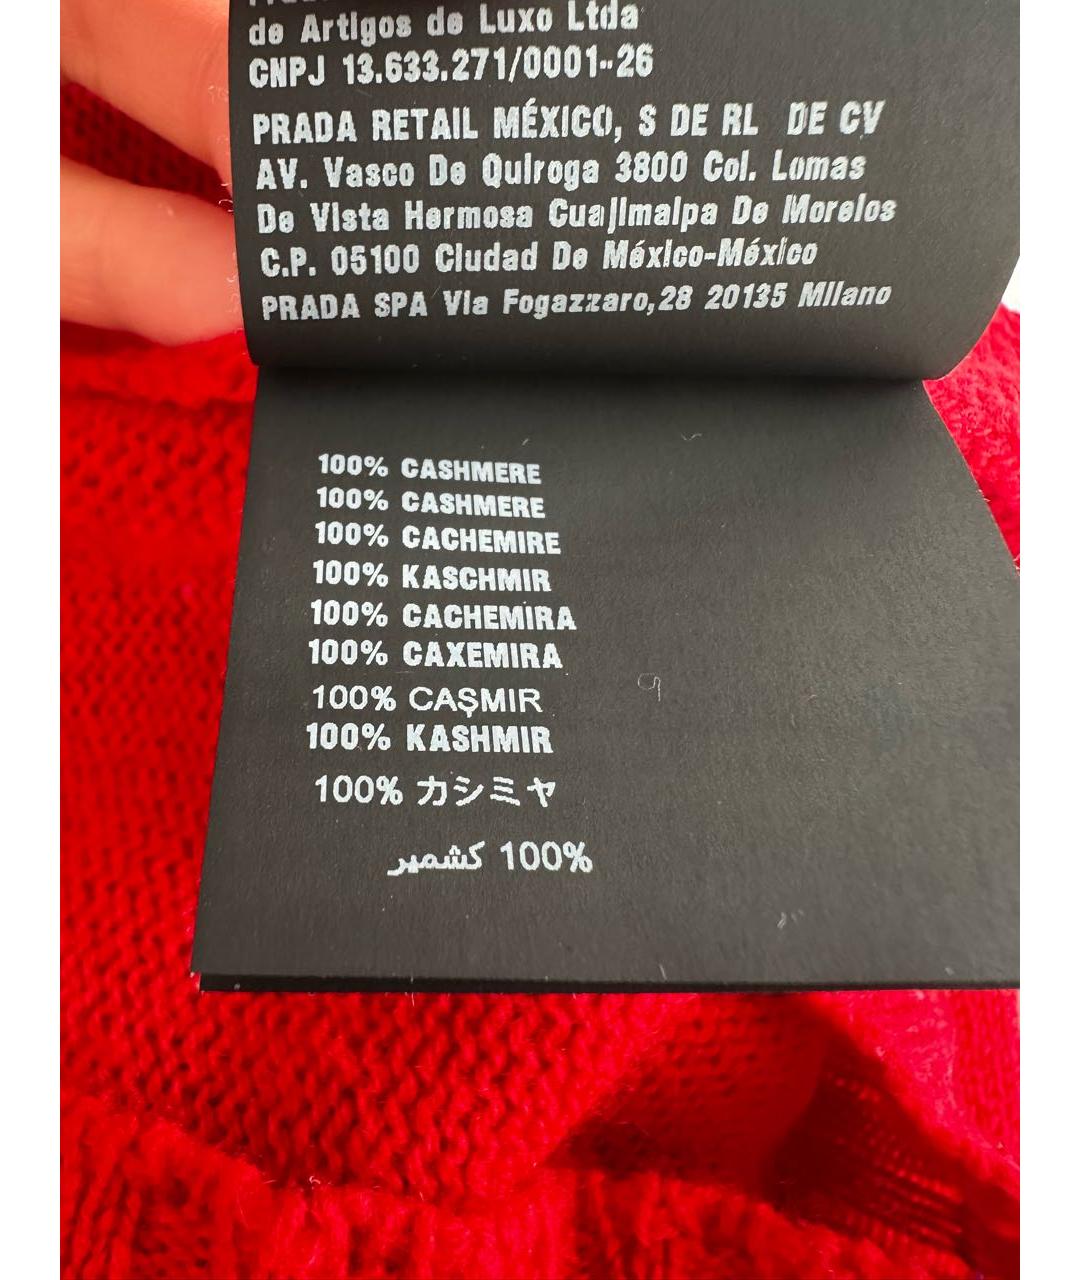 de Artigos de Luxo Ltda
CNPJ 13.633.271/0001-26
PRADA RETAIL MÉXICO, S DE RL DE CV
AV. Vasco De Quiroga 3800 Col. Lomas
De Vista Hermosa Cuajimalpa De Morelos
C.P. 05100 Ciudad De México-México
PRADA SPA Via Fogazzaro,28 20135 Milano
100% CASHMERE
100% CASHMERE
100% CACHEMIRE
100% KASCHMIR
100% CACHEMIRA
100% CAXEMIRA
100% CAŞMIR
100% KASHMIR
100% カシミヤ
100% كشمير